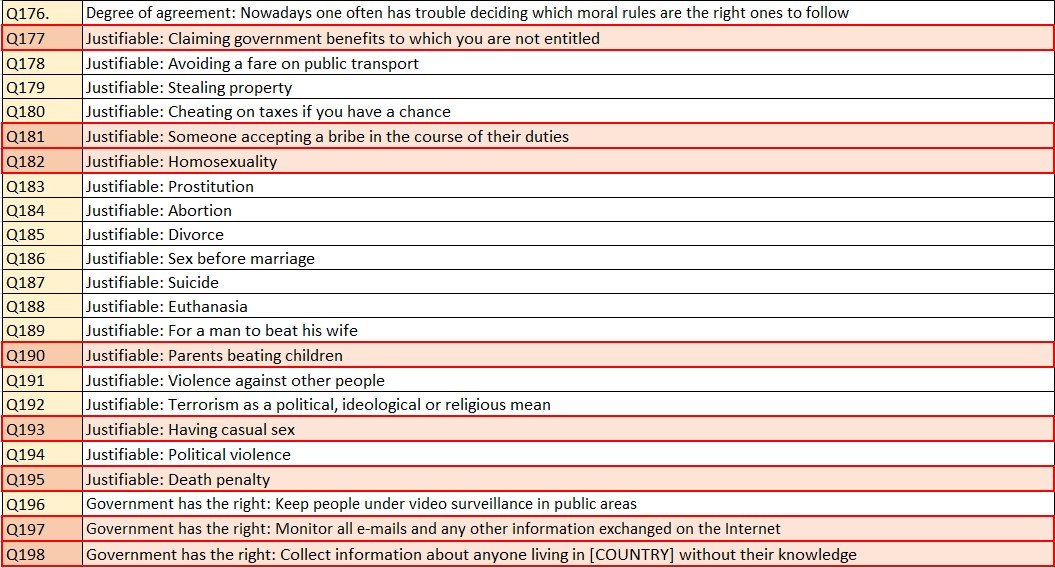 Q176. Degree of agreement: Nowadays one often has trouble deciding which moral rules are the right ones to follow
Q177 Justifiable: Claiming government benefits to which you are not entitled
Q178 Justifiable: Avoiding a fare on public transport
Q179 Justifiable: Stealing property
Q180 Justifiable: Cheating on taxes if you have a chance
Q181 Justifiable: Someone accepting a bribe in the course of their duties
Q182 Justifiable: Homosexuality
Q183 Justifiable: Prostitution
Q184 Justifiable: Abortion
Q185 Justifiable: Divorce
Q186 Justifiable: Sex before marriage
Q187 Justifiable: Suicide
Q188 Justifiable: Euthanasia
Q189 Justifiable: For a man to beat his wife
Q190 Justifiable: Parents beating children
Q191 Justifiable: Violence against other people
Q192 Justifiable: Terrorism as a political, ideological or religious mean
Q193 Justifiable: Having casual sex
Q194 Justifiable: Political violence
Q195 Justifiable: Death penalty
Q196 Government has the right: Keep people under video surveillance in public areas
Q197 Government has the right: Monitor all e-mails and any other information exchanged on the Internet
Q198 Government has the right: Collect information about anyone living in [COUNTRY] without their knowledge